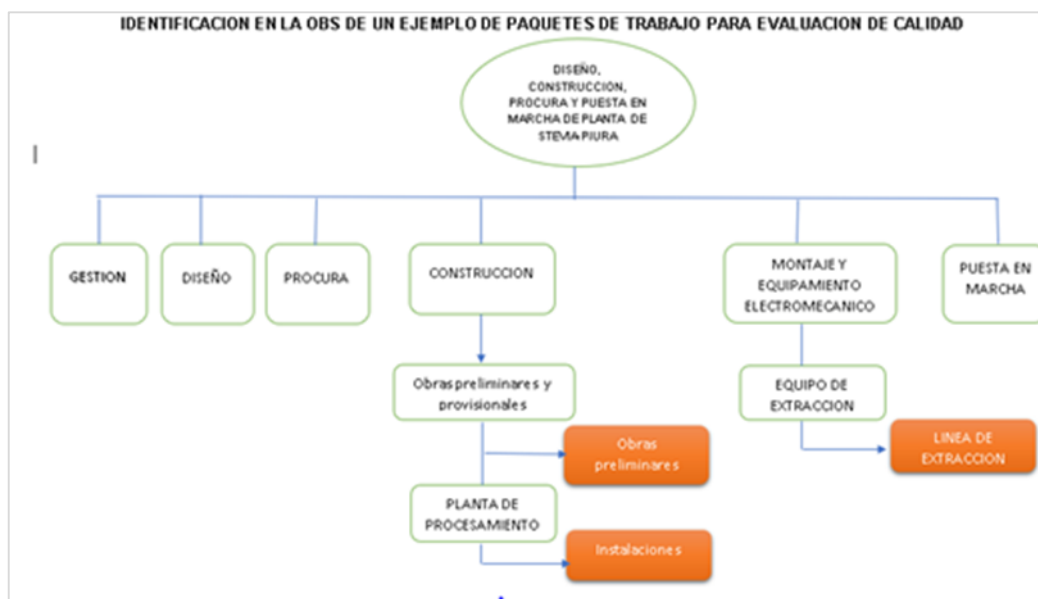 IDENTIFICACION EN LA OBS DE UN EJEMPLO DE PAQUETES DE TRABAJO PARA EVALUACION DE CALIDAD
DISEÑO,
CONSTRUCCION,
PROCURA Y PUESTA EN
MARCHA DE PLANTA DE
STEVIA-PIURA
GESTION
DISEÑO
PROCURA
CONSTRUCCION
MONTAJE Y
EQUIPAMIENTO
ELECTROMECANICO
PUESTA EN
MARCHA
Obras preliminares y
provisionales
EQUIPO DE
EXTRACCION
Obras
preliminares
LINEA DE
EXTRACCION
PLANTA DE
PROCESAMIENTO
Instalaciones